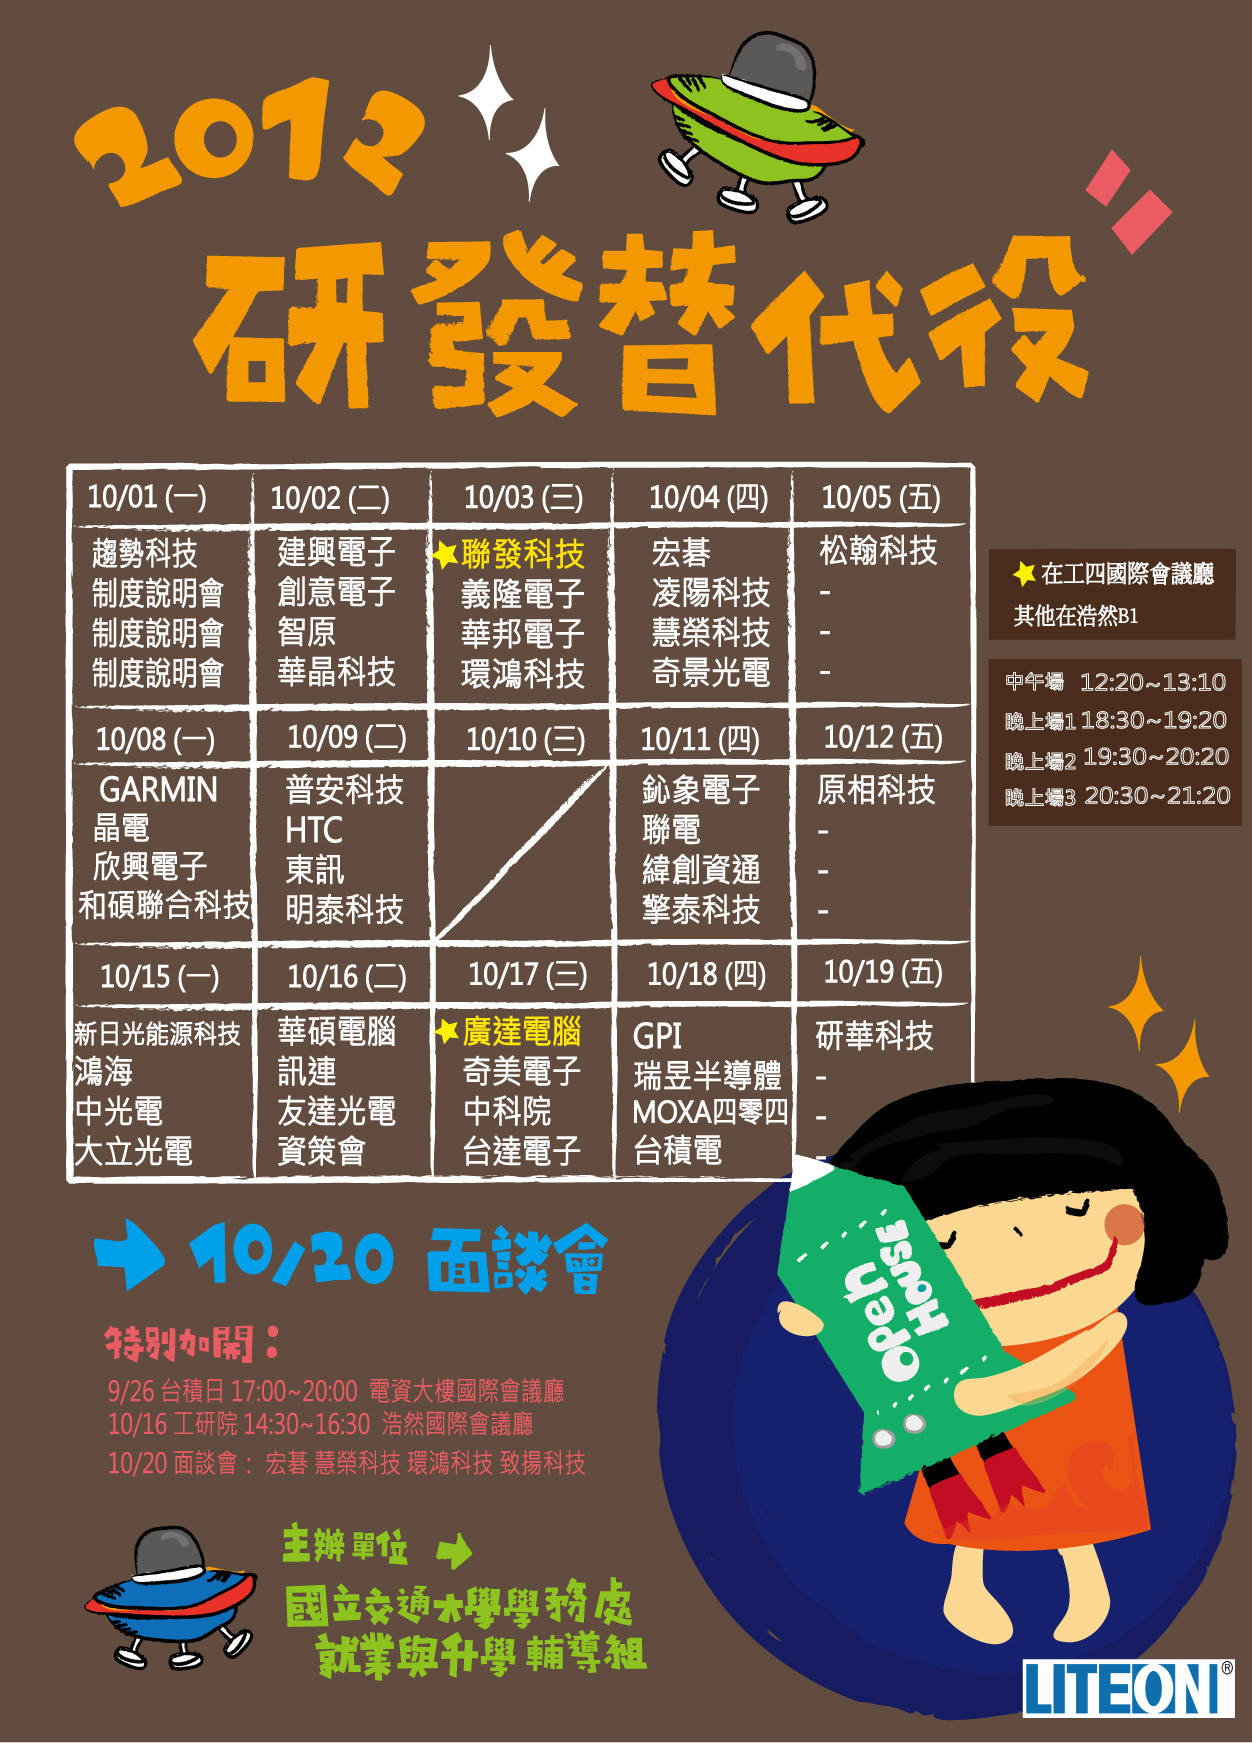 2012
研發替代役
10/01 (一) 10/02 (二) 10/03 (三) 10/04 (四) 10/05 (五)
趨勢科技 建興電子 ★聯發科技 宏碁 松翰科技
制度說明會 創意電子 義隆電子 凌陽科技 -
制度說明會 智原 華邦電子 慧榮科技 -
制度說明會 華晶科技 環鴻科技 奇景光電 -
10/08 (一) 10/09 (二) 10/10 (三) 10/11 (四) 10/12 (五)
GARMIN 普安科技 鈊象電子 原相科技
晶電 HTC 聯電 -
欣興電子 東訊 緯創資通 -
和碩聯合科技 明泰科技 擎泰科技 -
10/15 (一) 10/16 (二) 10/17 (三) 10/18 (四) 10/19 (五)
新日光能源科技 華碩電腦 ★廣達電腦 GPI 研華科技
鴻海 訊連 奇美電子 瑞昱半導體 -
中光電 友達光電 中科院 MOXA四零四 -
大立光電 資策會 台達電子 台積電 -
★在工四國際會議廳
其他在浩然B1
中午場 12:20~13:10
晚上場1 18:30~19:20
晚上場2 19:30~20:20
晚上場3 20:30~21:20
10/20 面談會
特別加開：
9/26 台積日 17:00~20:00 電資大樓國際會議廳
10/16 工研院 14:30~16:30 浩然國際會議廳
10/20 面談會： 宏碁 慧榮科技 環鴻科技 致揚科技
open
House
主辦單位
國立交通大學學務處
就業與升學輔導組
LITEON®